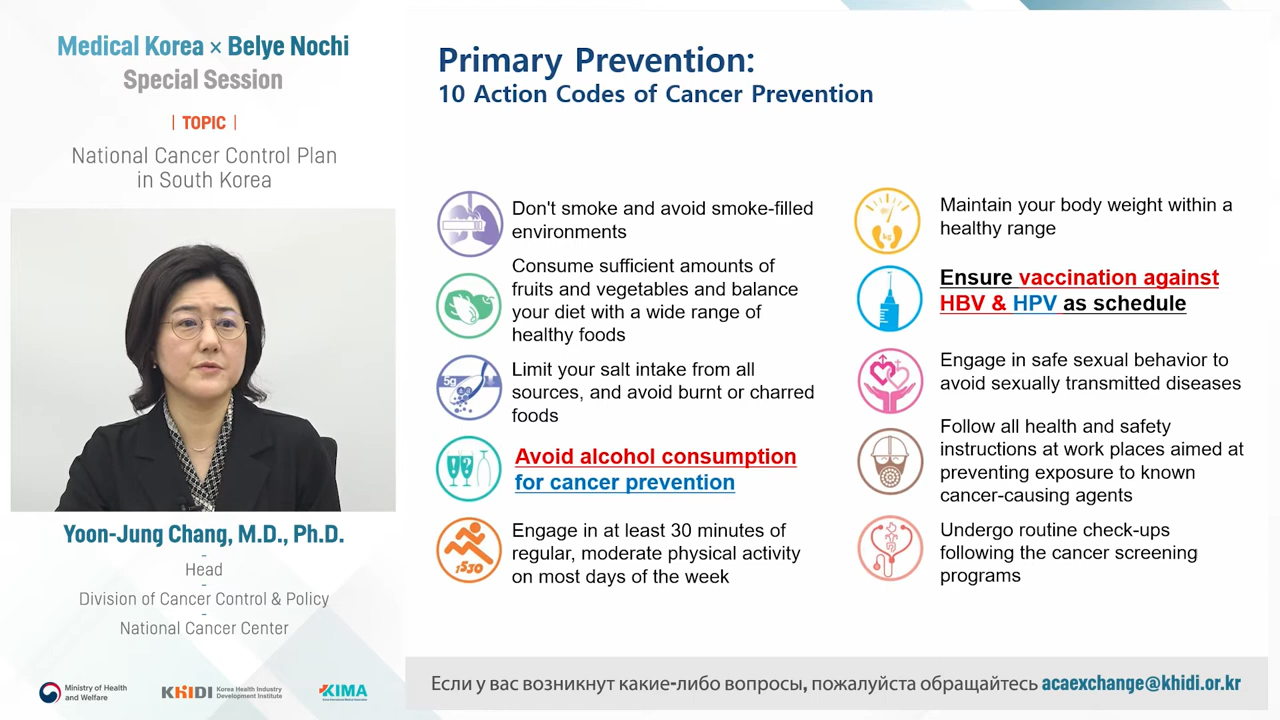 Medical Korea × Belye Nochi
Special Session
| TOPIC |
National Cancer Control Plan
in South Korea
Yoon-Jung Chang, M.D., Ph.D.
-
Head
-
Division of Cancer Control & Policy
-
National Cancer Center
Ministry of Health
and Welfare
KHIDI Korea Health Industry
Development Institute
KIMA
Primary Prevention:
10 Action Codes of Cancer Prevention
Don't smoke and avoid smoke-filled
environments
Consume sufficient amounts of
fruits and vegetables and balance
your diet with a wide range of
healthy foods
5g
Limit your salt intake from all
sources, and avoid burnt or charred
foods
Avoid alcohol consumption
for cancer prevention
Engage in at least 30 minutes of
regular, moderate physical activity
on most days of the week
530
kg
Maintain your body weight within a
healthy range
Ensure vaccination against
HBV & HPV as schedule
Engage in safe sexual behavior to
avoid sexually transmitted diseases
Follow all health and safety
instructions at work places aimed at
preventing exposure to known
cancer-causing agents
Undergo routine check-ups
following the cancer screening
programs
Если у вас возникнут какие-либо вопросы, пожалуйста обращайтесь acaexchange@khidi.or.kr